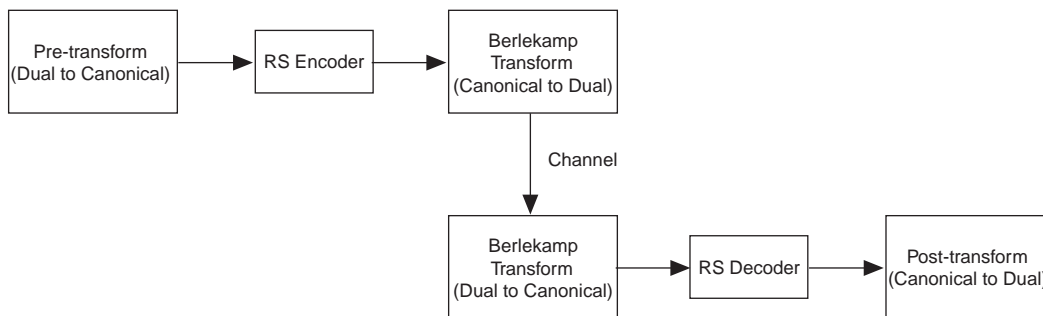 Pre-transform
(Dual to Canonical)
RS Encoder
Berlekamp
Transform
(Canonical to Dual)
Channel
Berlekamp
Transform
(Dual to Canonical)
RS Decoder
Post-transform
(Canonical to Dual)